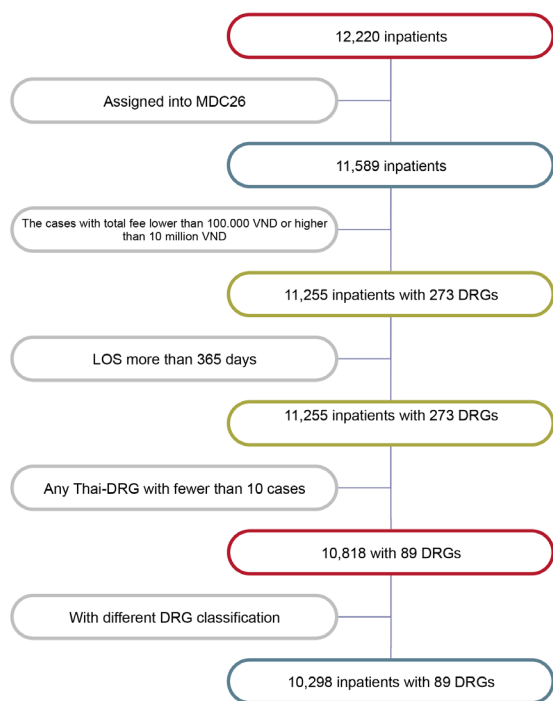 12,220 inpatients
Assigned into MDC26
11,589 inpatients
The cases with total fee lower than 100.000 VND or higher
than 10 million VND
11,255 inpatients with 273 DRGs
LOS more than 365 days
11,255 inpatients with 273 DRGs
Any Thai-DRG with fewer than 10 cases
10,818 with 89 DRGs
With different DRG classification
10,298 inpatients with 89 DRGs